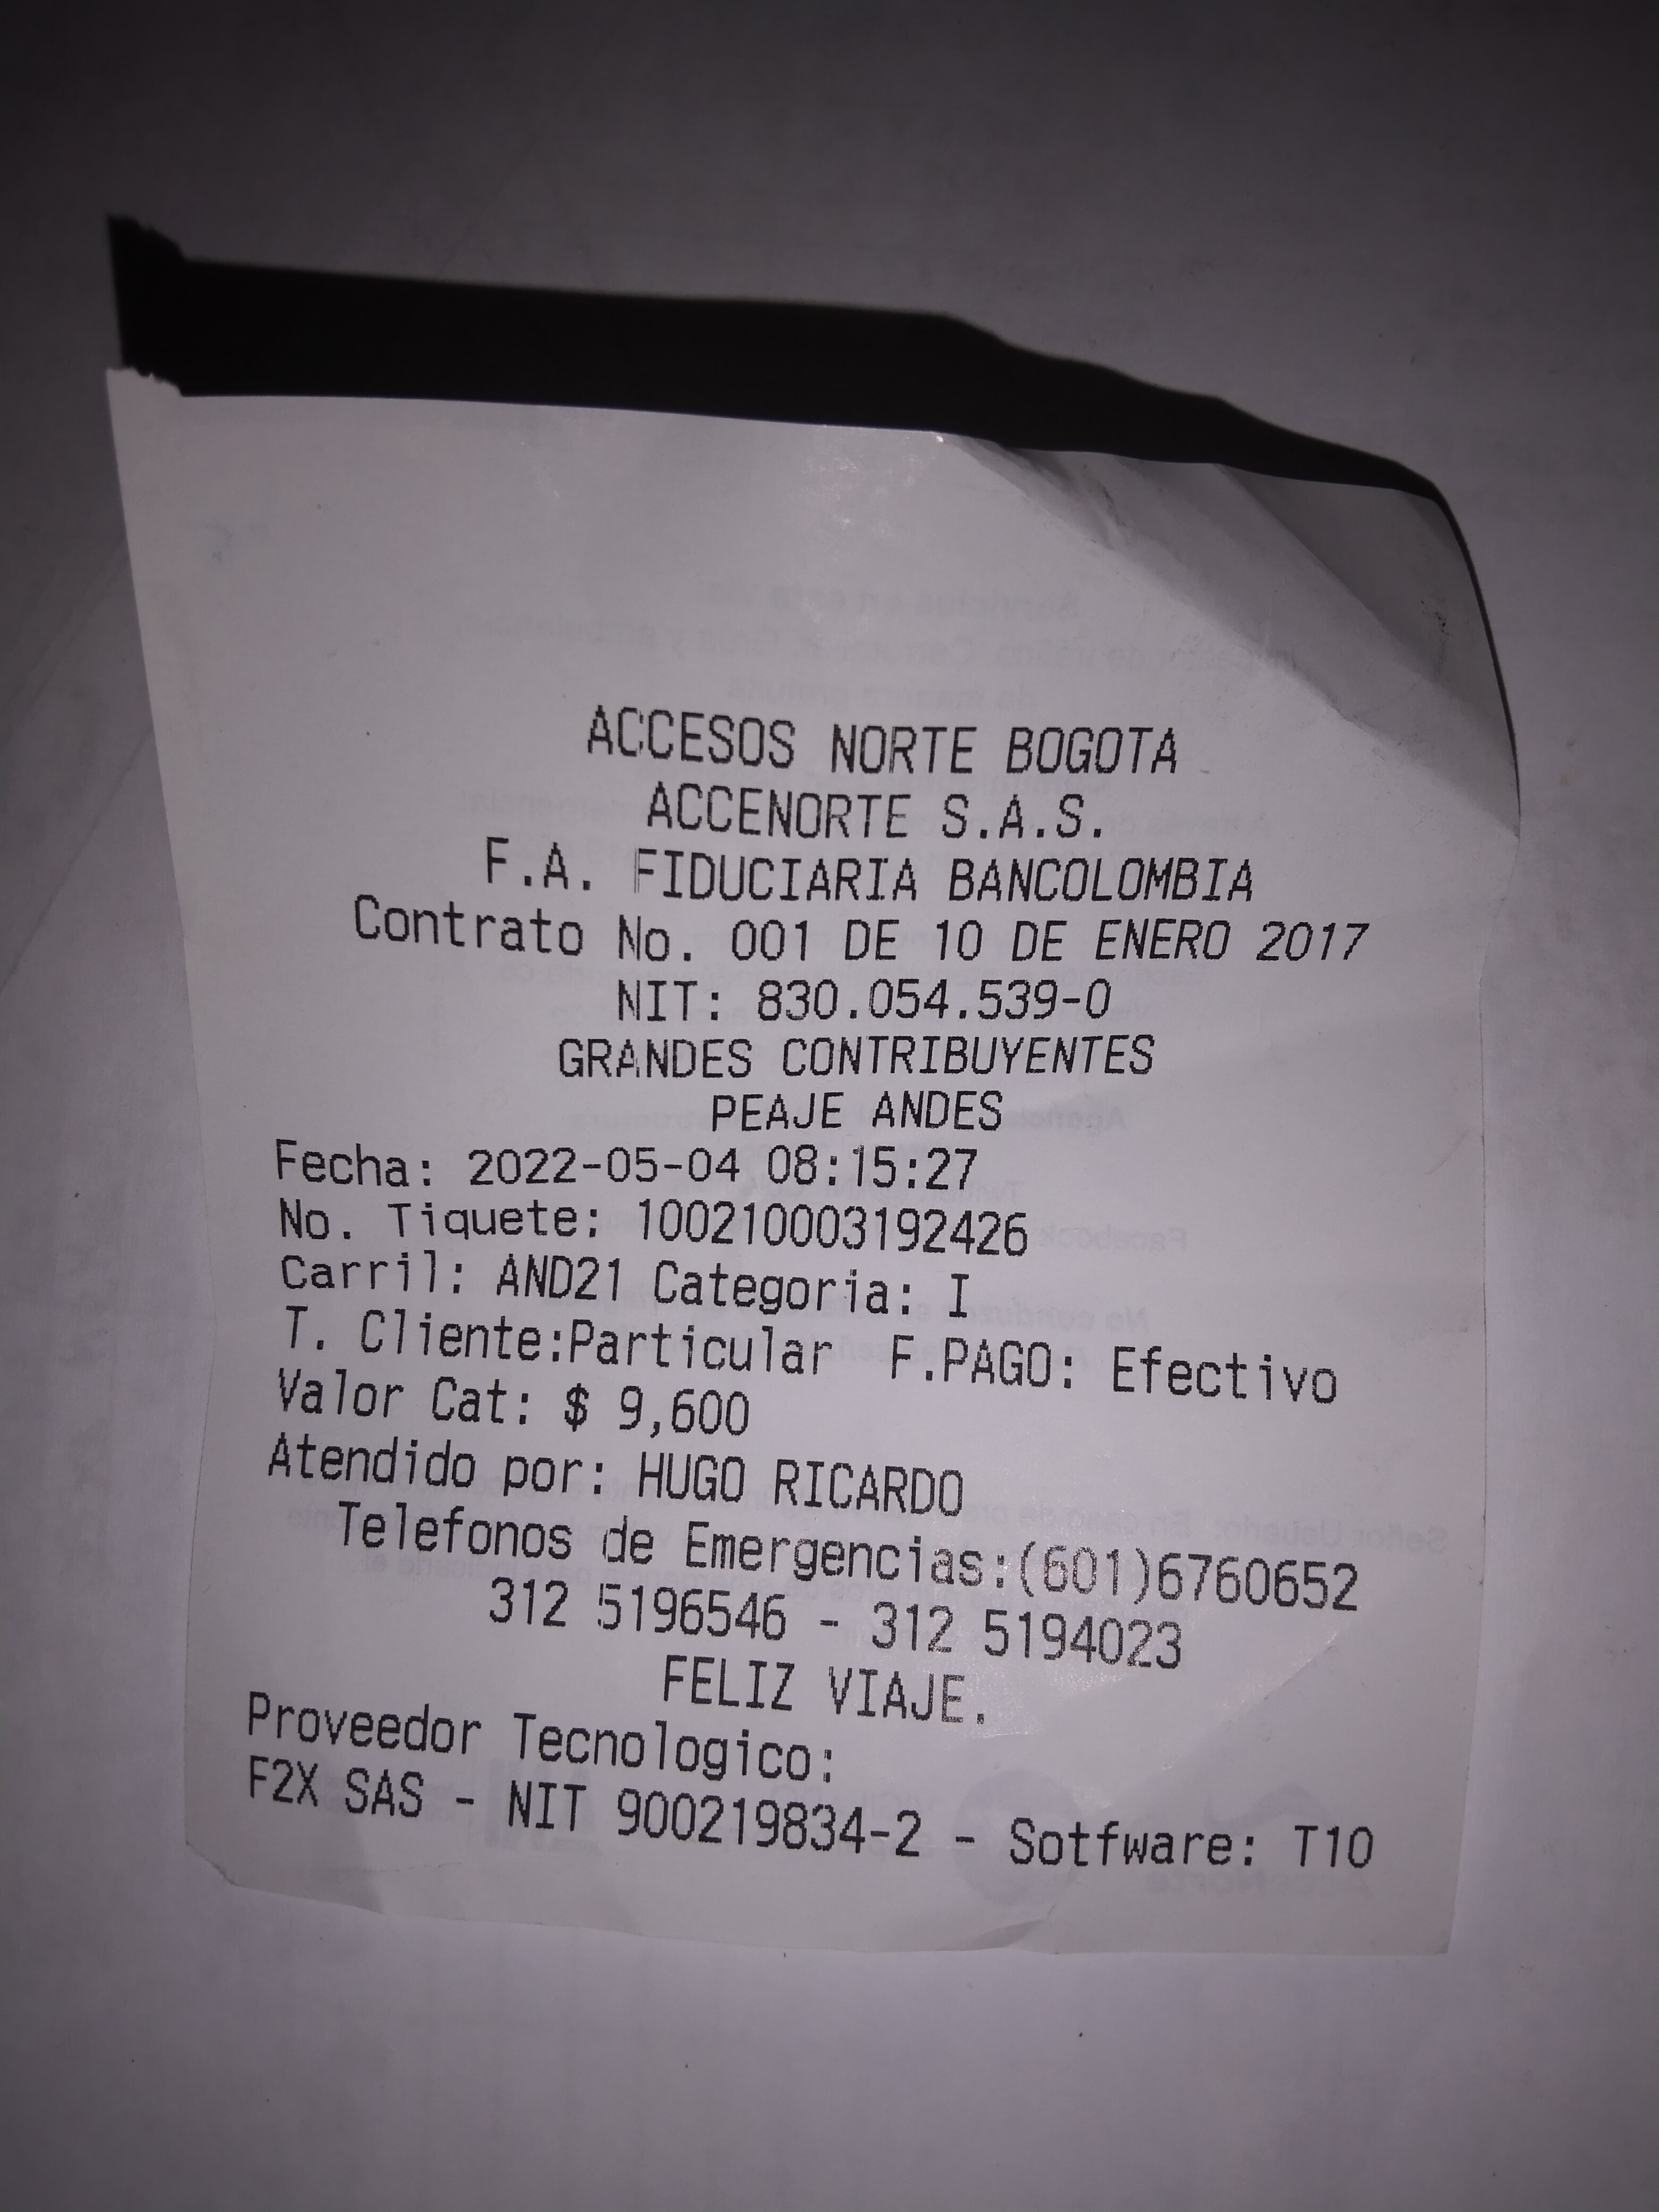 ACCESOS NORTE BOGOTA
ACCENORTE S.A.S.
F.A. FIDUCIARIA BANCOLOMBIA
Contrato No. 001 DE 10 DE ENERO 2017
NIT: 830.054.539-0
GRANDES CONTRIBUYENTES
PEAJE ANDES
Fecha: 2022-05-04 08:15:27
No. Tiquete: 100210003192426
Carril: AND21 Categoria: I
T. Cliente:Particular F.PAGO: Efectivo
Valor Cat: $ 9,600
Atendido por: HUGO RICARDO
Telefonos de Emergencias:(601)6760652
312 5196546 - 312 5194023
FELIZ VIAJE.
Proveedor Tecnologico:
F2X SAS - NIT 900219834-2 - Sotfware: T10